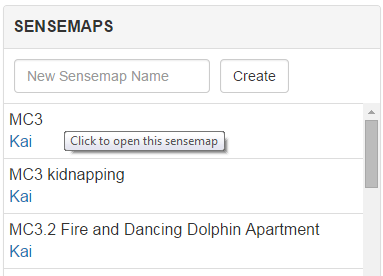 SENSEMAPS
New Sensemap Name Create
MC3
Kai Click to open this sensemap
MC3 kidnapping
Kai
MC3.2 Fire and Dancing Dolphin Apartment
Kai